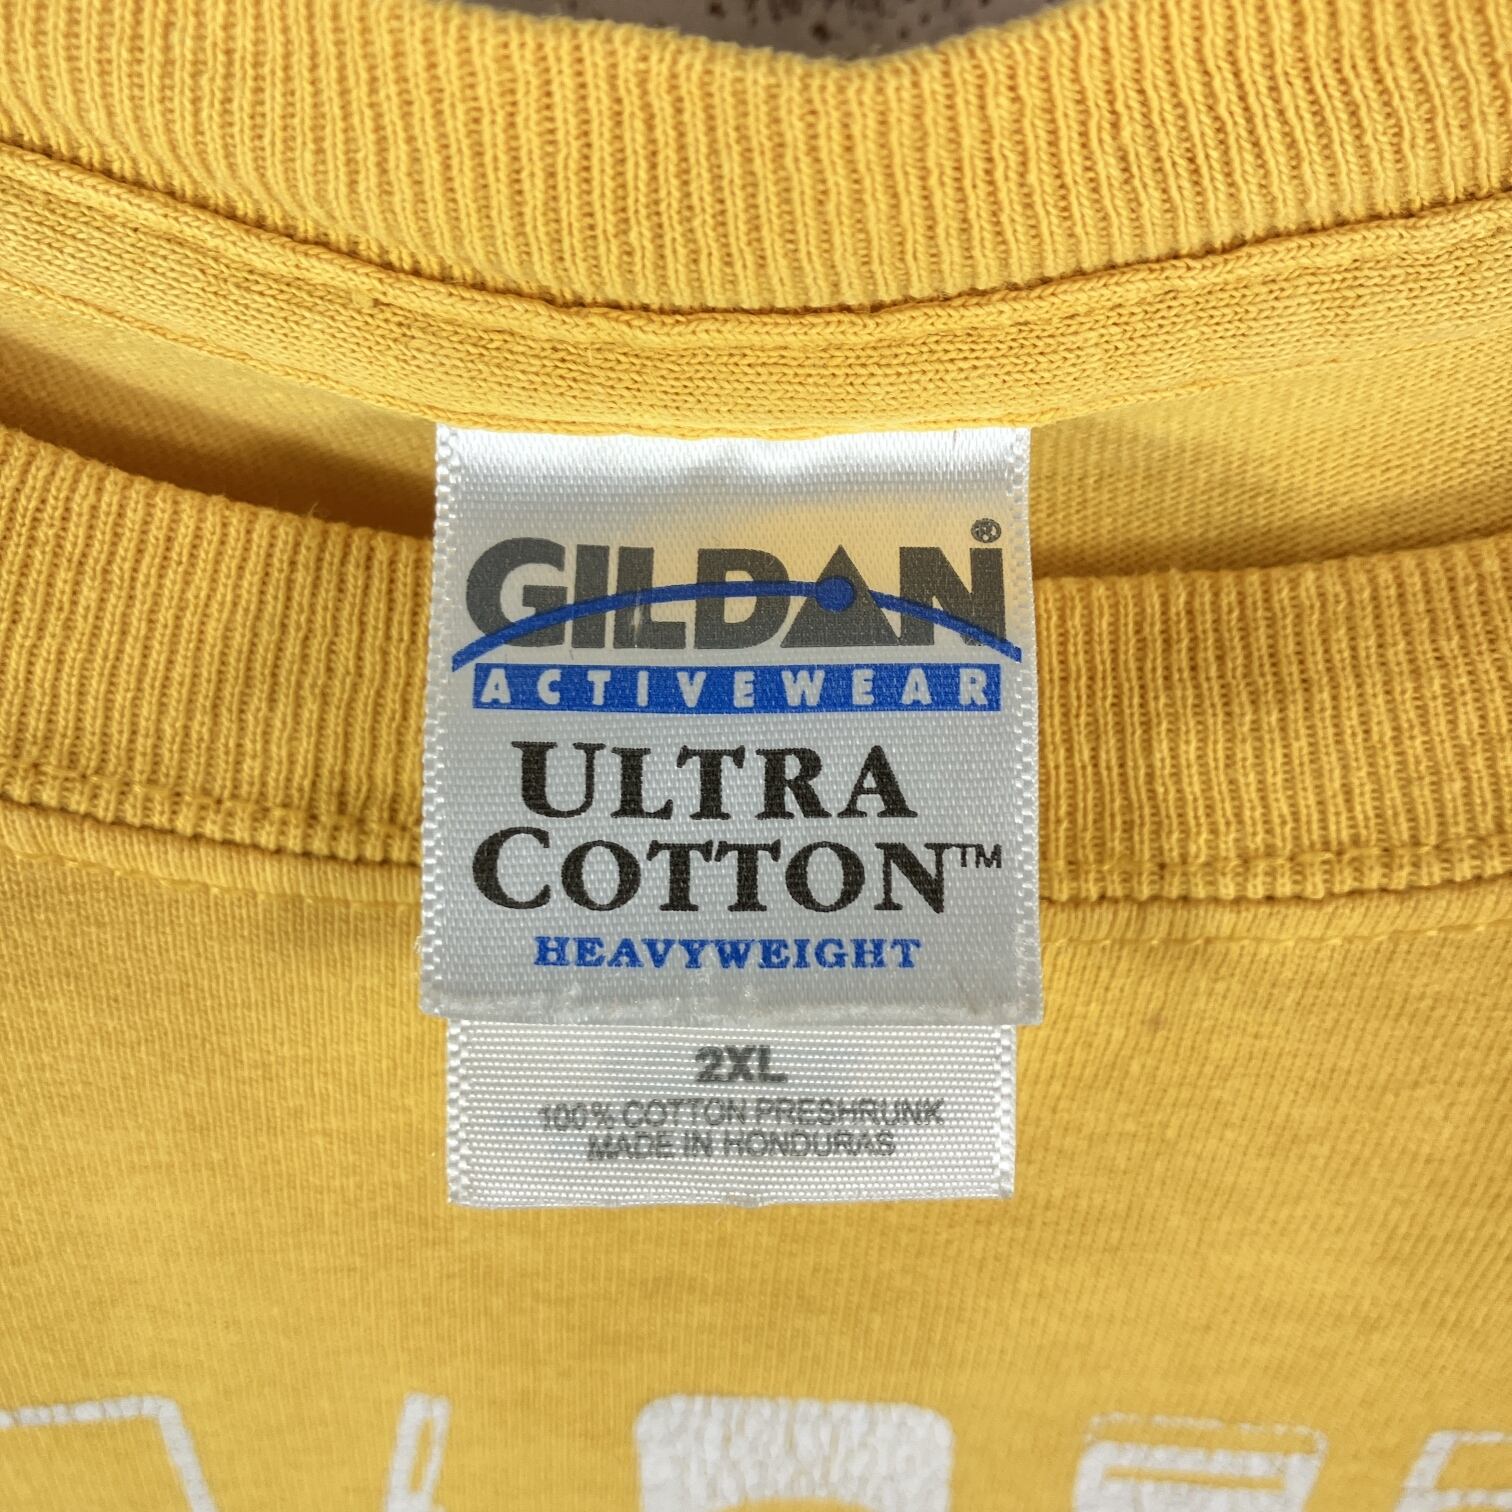 GILDAN®
ACTIVEWEAR
ULTRA
COTTON™
HEAVYWEIGHT
2XL
100% COTTON PRESHRUNK
MADE IN HONDURAS